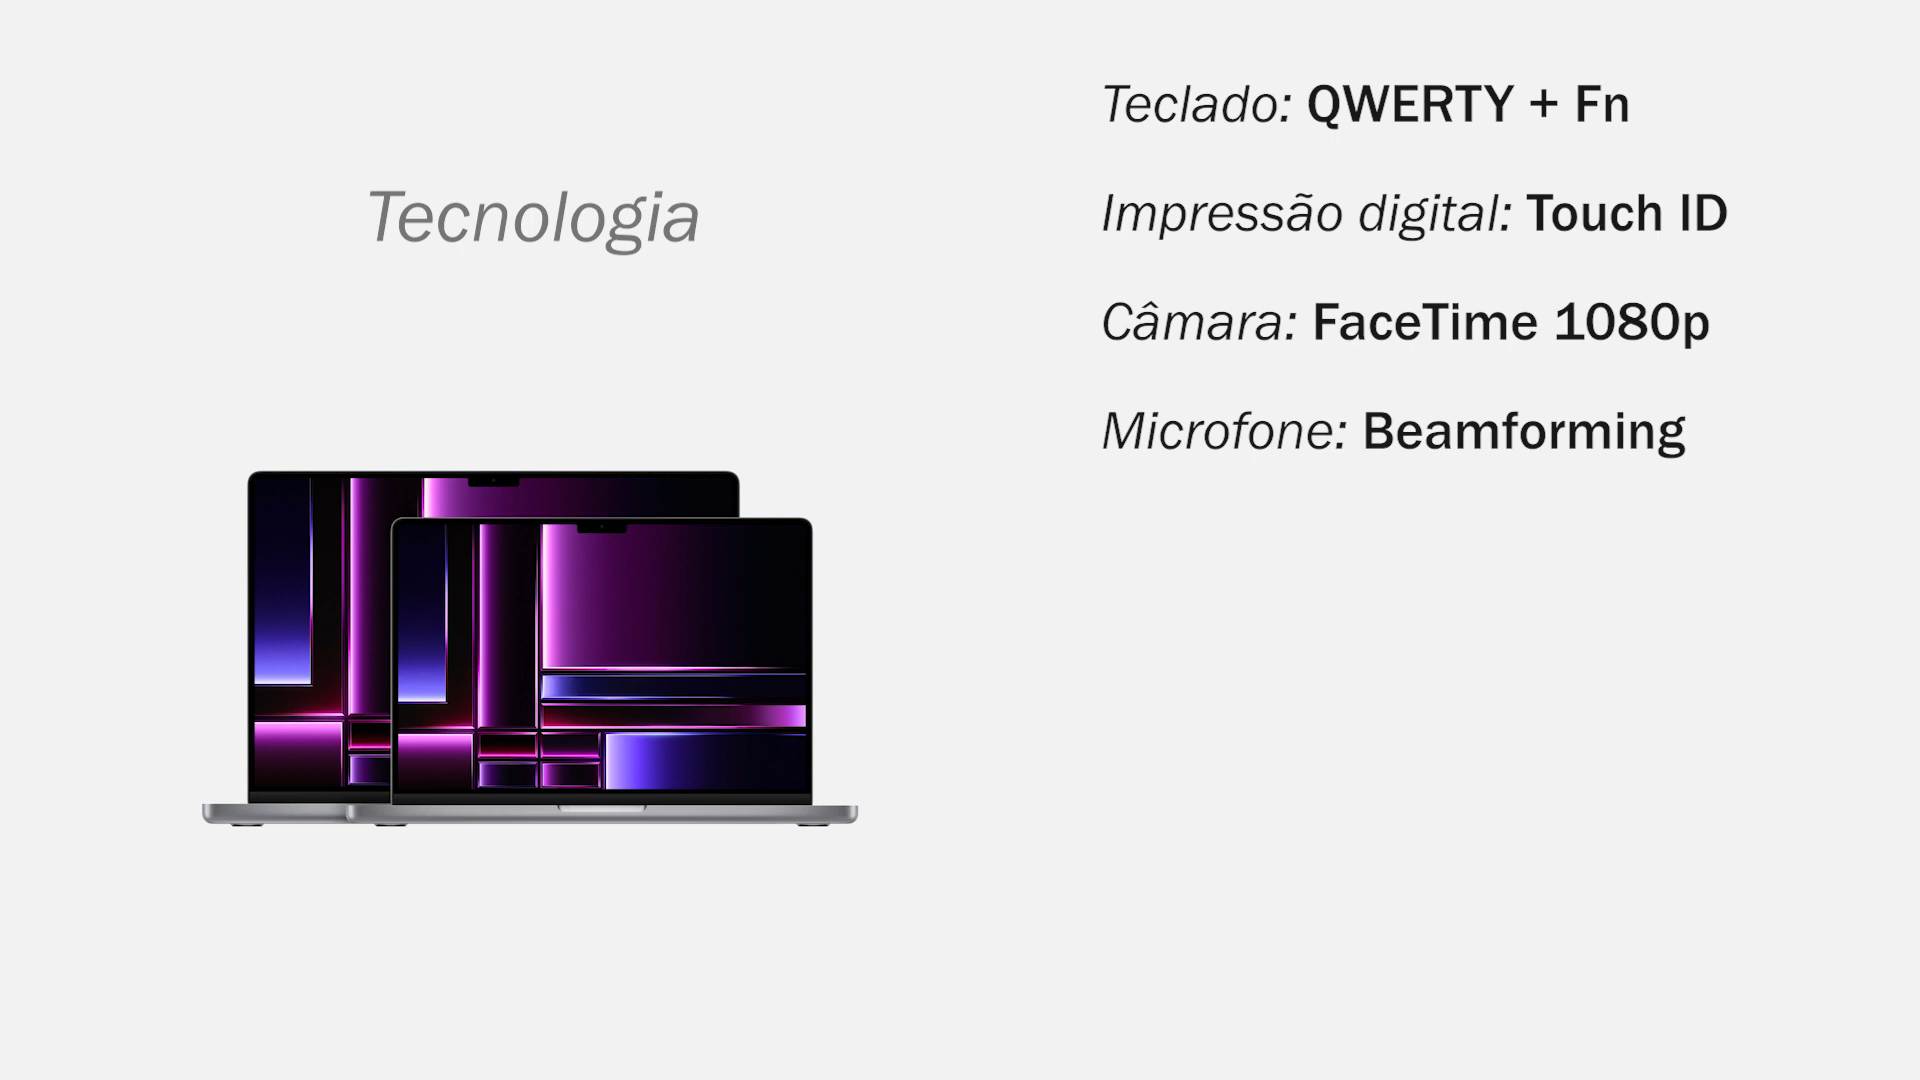 Tecnologia
Teclado: QWERTY + Fn
Impressão digital: Touch ID
Câmara: FaceTime 1080p
Microfone: Beamforming